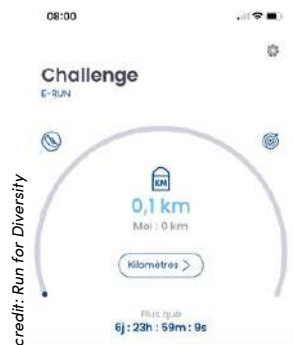 08:00
Challenge
E-RUN
KM
0,1 km
Moi : 0 km
Kilomètres >
Plus que
6j : 23h : 59m : 9s
credit: Run for Diversity